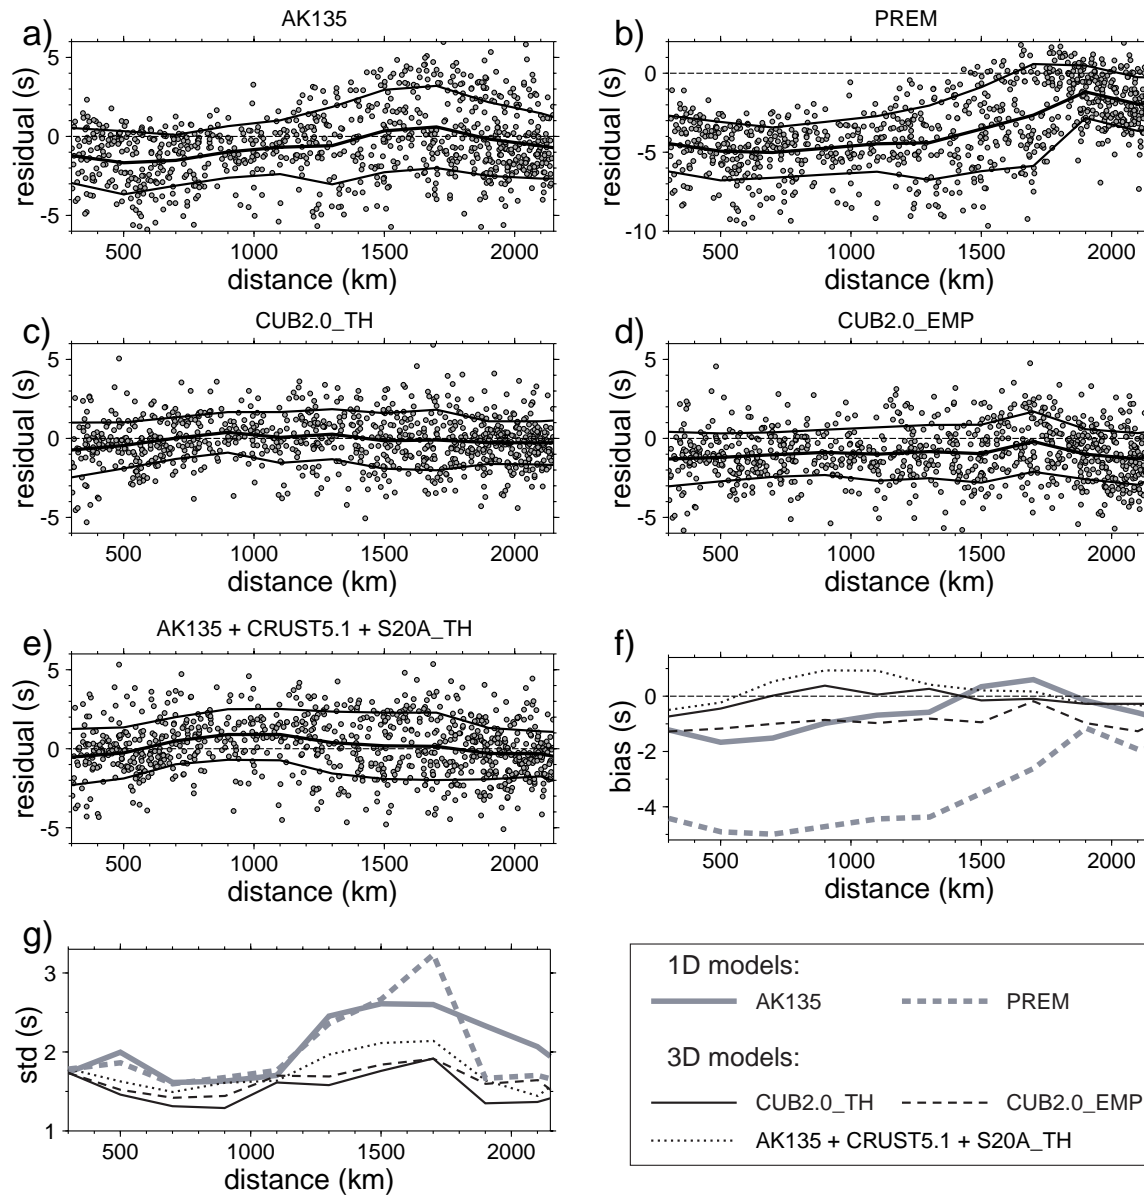 AK135
PREM
a)
b)
5
0
-5
residual (s)
500 1000 1500 2000
distance (km)
0
-5
-10
residual (s)
500 1000 1500 2000
distance (km)
CUB2.0_TH
CUB2.0_EMP
c)
d)
5
0
-5
residual (s)
500 1000 1500 2000
distance (km)
5
0
-5
residual (s)
500 1000 1500 2000
distance (km)
AK135 + CRUST5.1 + S20A_TH
e)
f)
5
0
-5
residual (s)
500 1000 1500 2000
distance (km)
0
-2
-4
bias (s)
500 1000 1500 2000
distance (km)
g)
3
2
1
std (s)
500 1000 1500 2000
distance (km)
1D models:
AK135 PREM
3D models:
CUB2.0_TH CUB2.0_EMP
AK135 + CRUST5.1 + S20A_TH